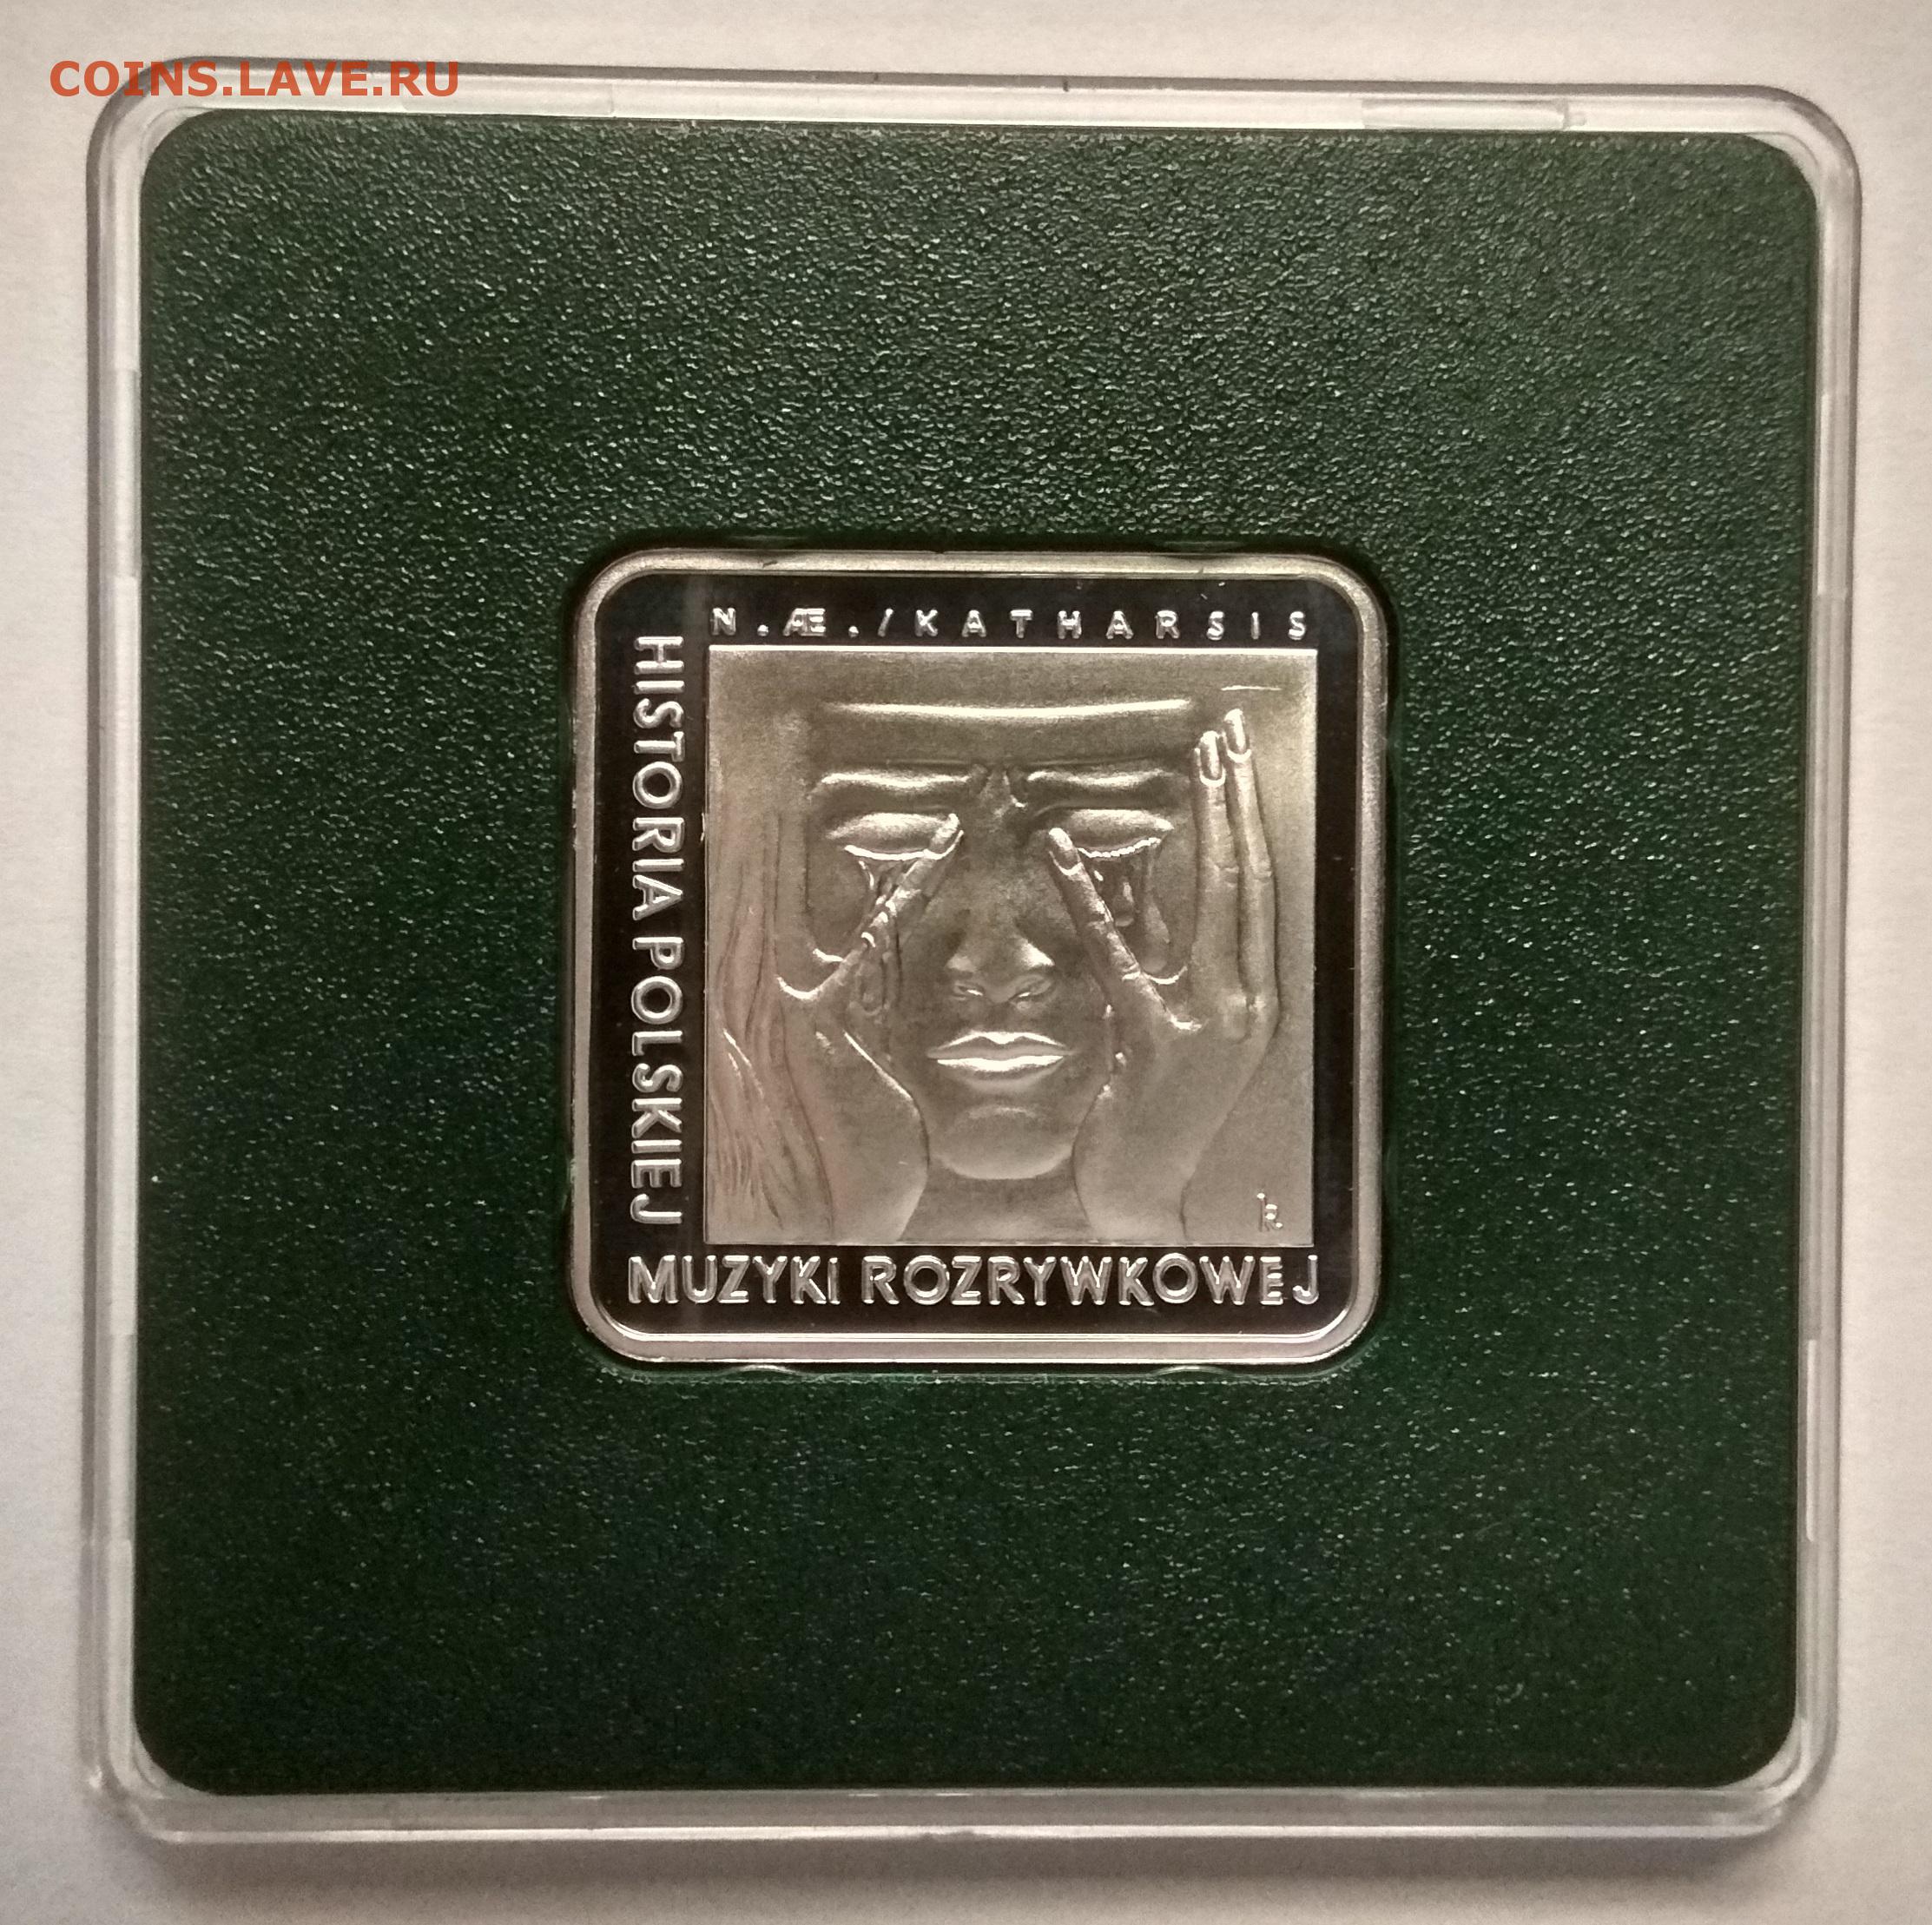 COINS.LAVE.RU
N.Æ./KATHARSIS
HISTORIA POLSKIEJ
MUZYKI ROZRYWKOWEJ